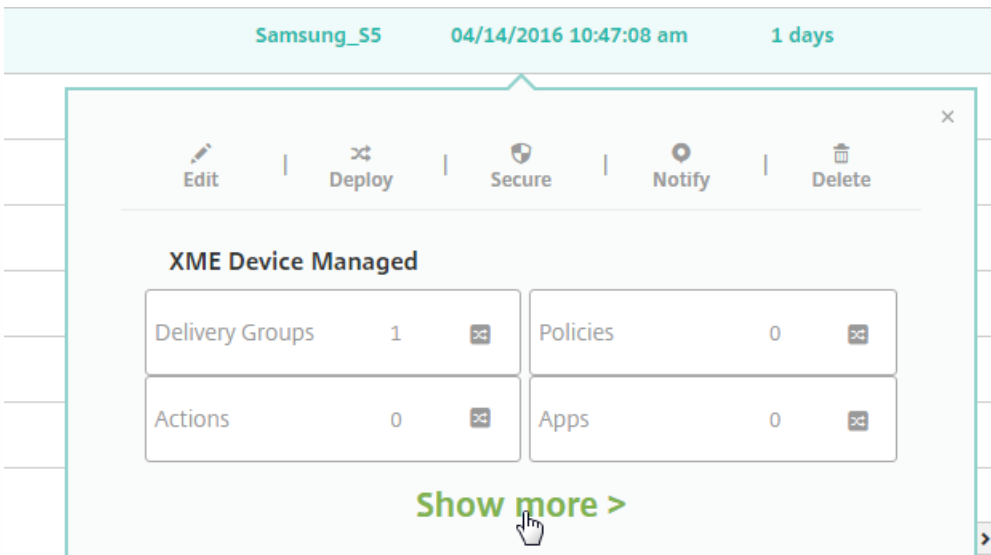 Samsung_S5 04/14/2016 10:47:08 am 1 days
×
Edit | Deploy | Secure | Notify | Delete
XME Device Managed
Delivery Groups 1 Policies 0
Actions 0 Apps 0
Show more >